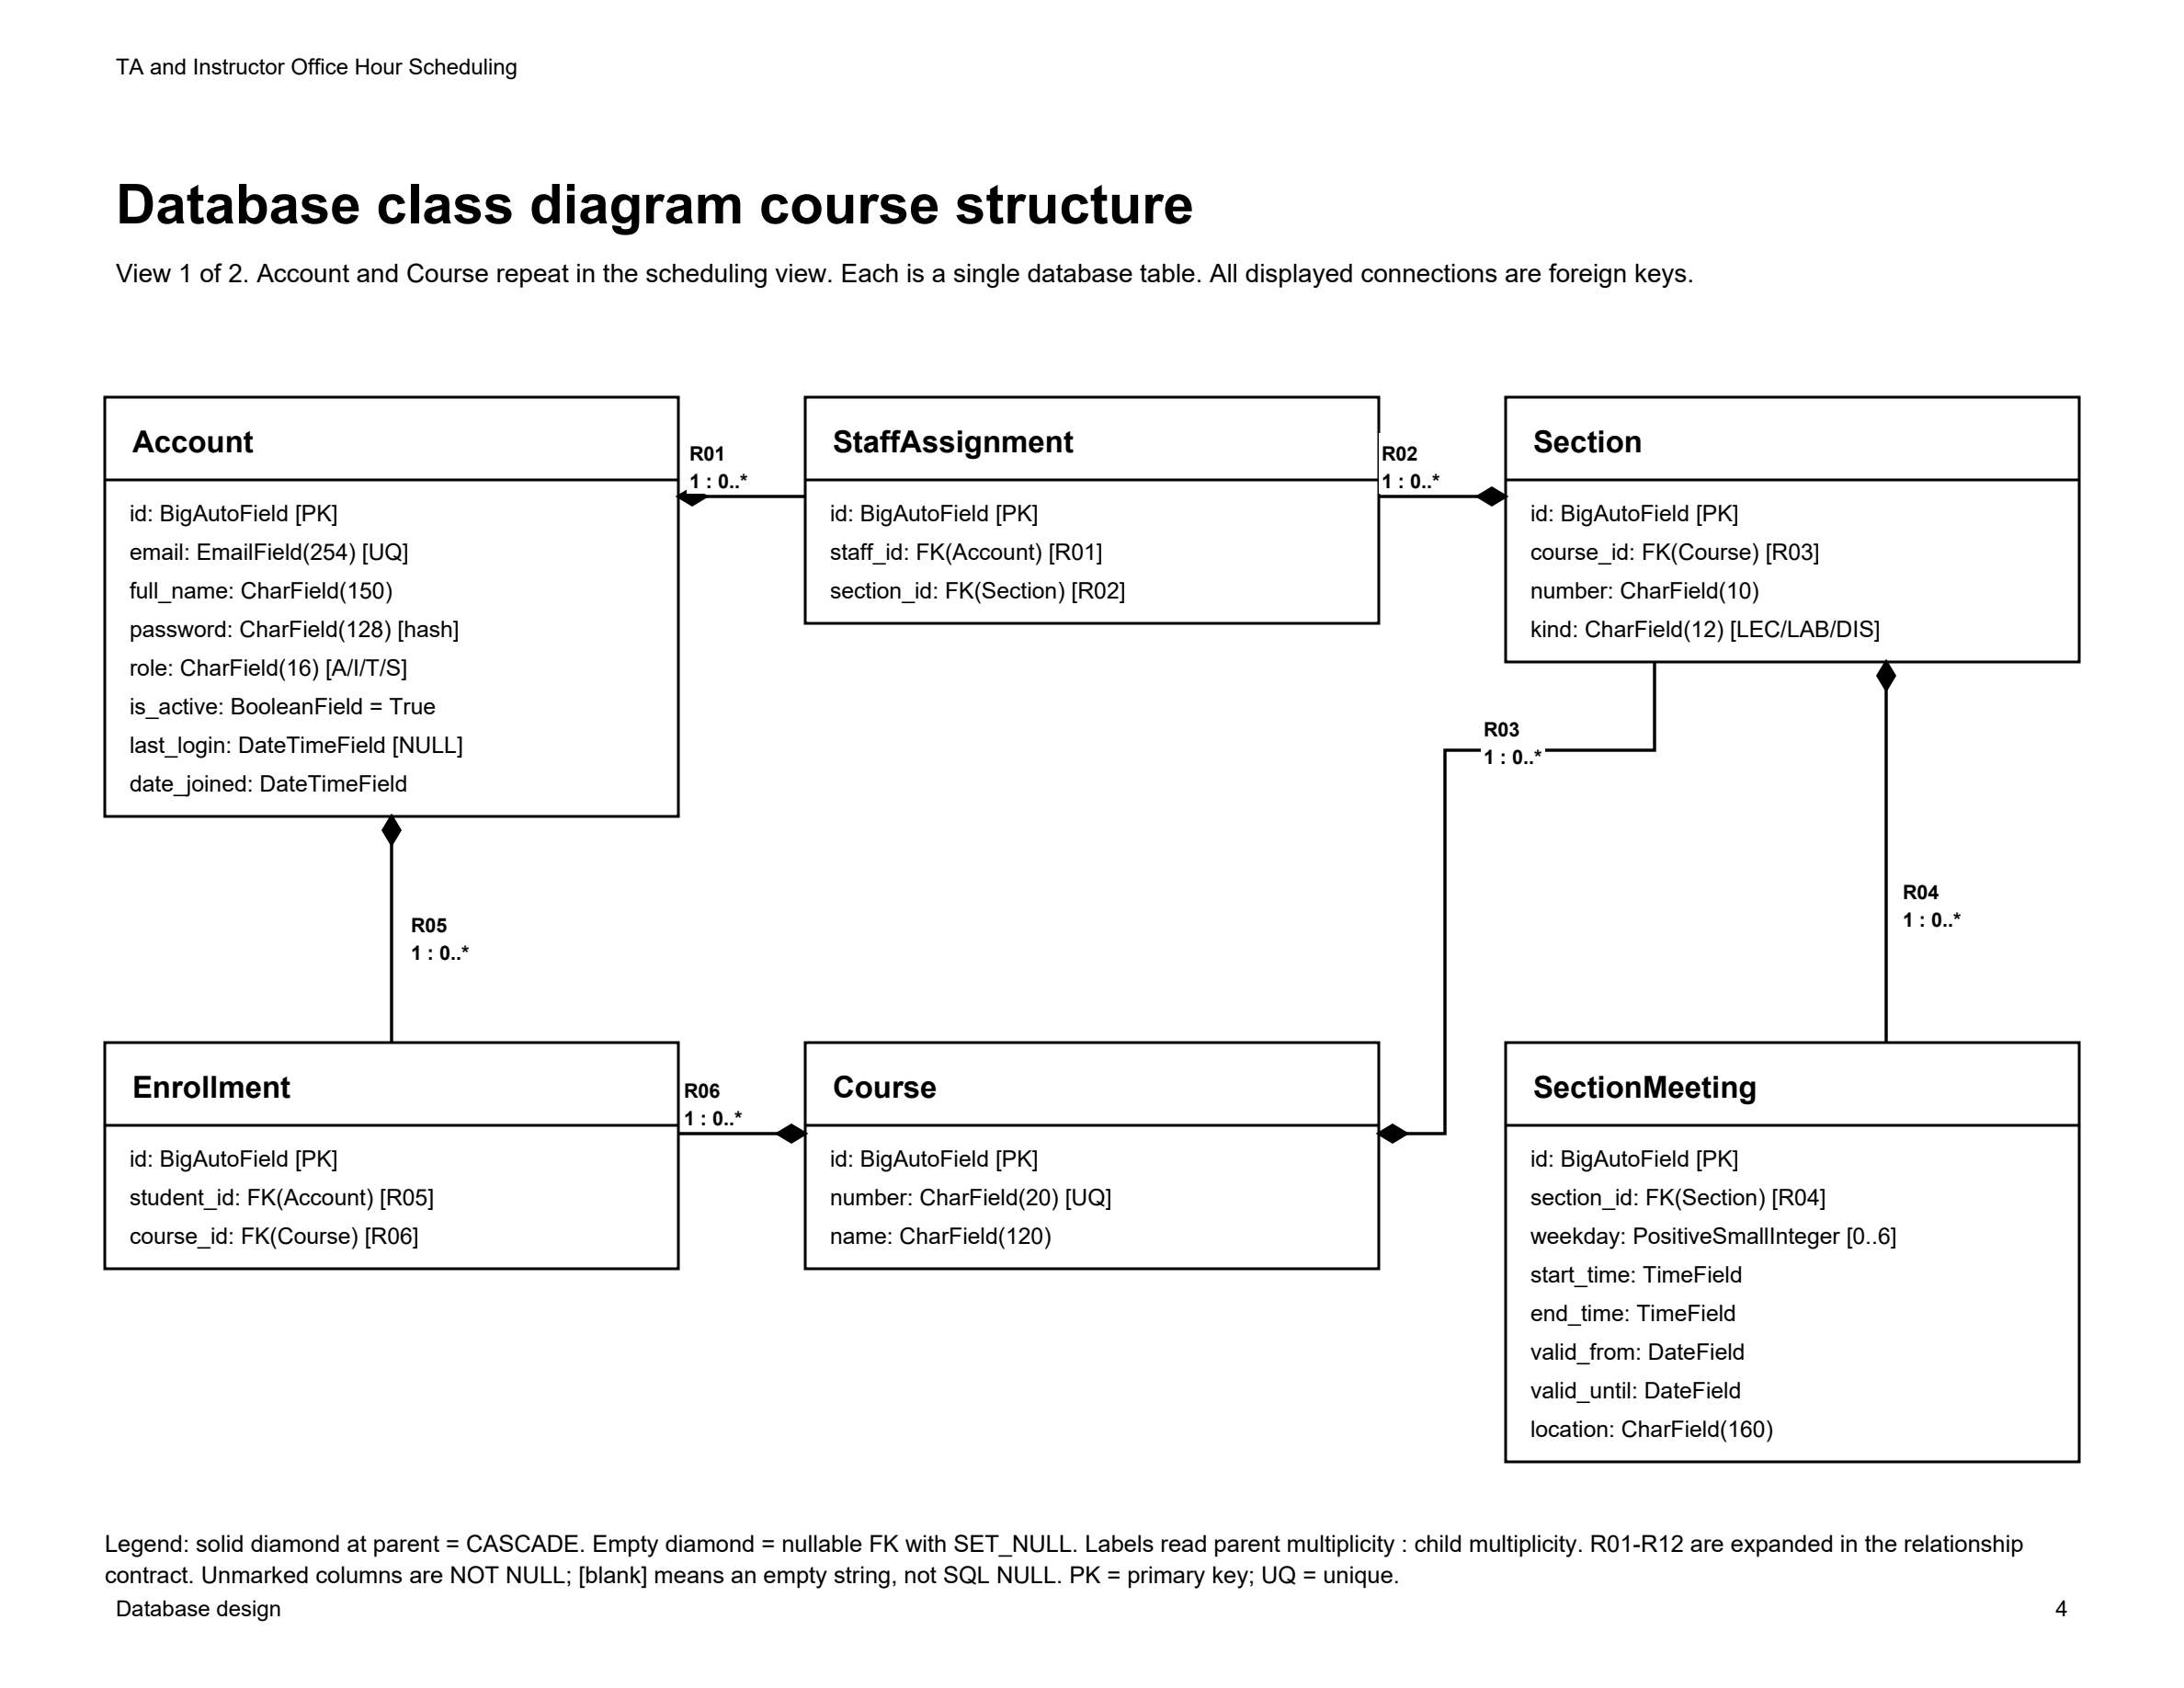 TA and Instructor Office Hour Scheduling
Database class diagram course structure
View 1 of 2. Account and Course repeat in the scheduling view. Each is a single database table. All displayed connections are foreign keys.
Account
id: BigAutoField [PK]
email: EmailField(254) [UQ]
full_name: CharField(150)
password: CharField(128) [hash]
role: CharField(16) [A/I/T/S]
is_active: BooleanField = True
last_login: DateTimeField [NULL]
date_joined: DateTimeField
R01
1 : 0..*
StaffAssignment
id: BigAutoField [PK]
staff_id: FK(Account) [R01]
section_id: FK(Section) [R02]
R02
1 : 0..*
Section
id: BigAutoField [PK]
course_id: FK(Course) [R03]
number: CharField(10)
kind: CharField(12) [LEC/LAB/DIS]
R03
1 : 0..*
R04
1 : 0..*
R05
1 : 0..*
Enrollment
id: BigAutoField [PK]
student_id: FK(Account) [R05]
course_id: FK(Course) [R06]
R06
1 : 0..*
Course
id: BigAutoField [PK]
number: CharField(20) [UQ]
name: CharField(120)
SectionMeeting
id: BigAutoField [PK]
section_id: FK(Section) [R04]
weekday: PositiveSmallInteger [0..6]
start_time: TimeField
end_time: TimeField
valid_from: DateField
valid_until: DateField
location: CharField(160)
Legend: solid diamond at parent = CASCADE. Empty diamond = nullable FK with SET_NULL. Labels read parent multiplicity : child multiplicity. R01-R12 are expanded in the relationship
contract. Unmarked columns are NOT NULL; [blank] means an empty string, not SQL NULL. PK = primary key; UQ = unique.
Database design
4